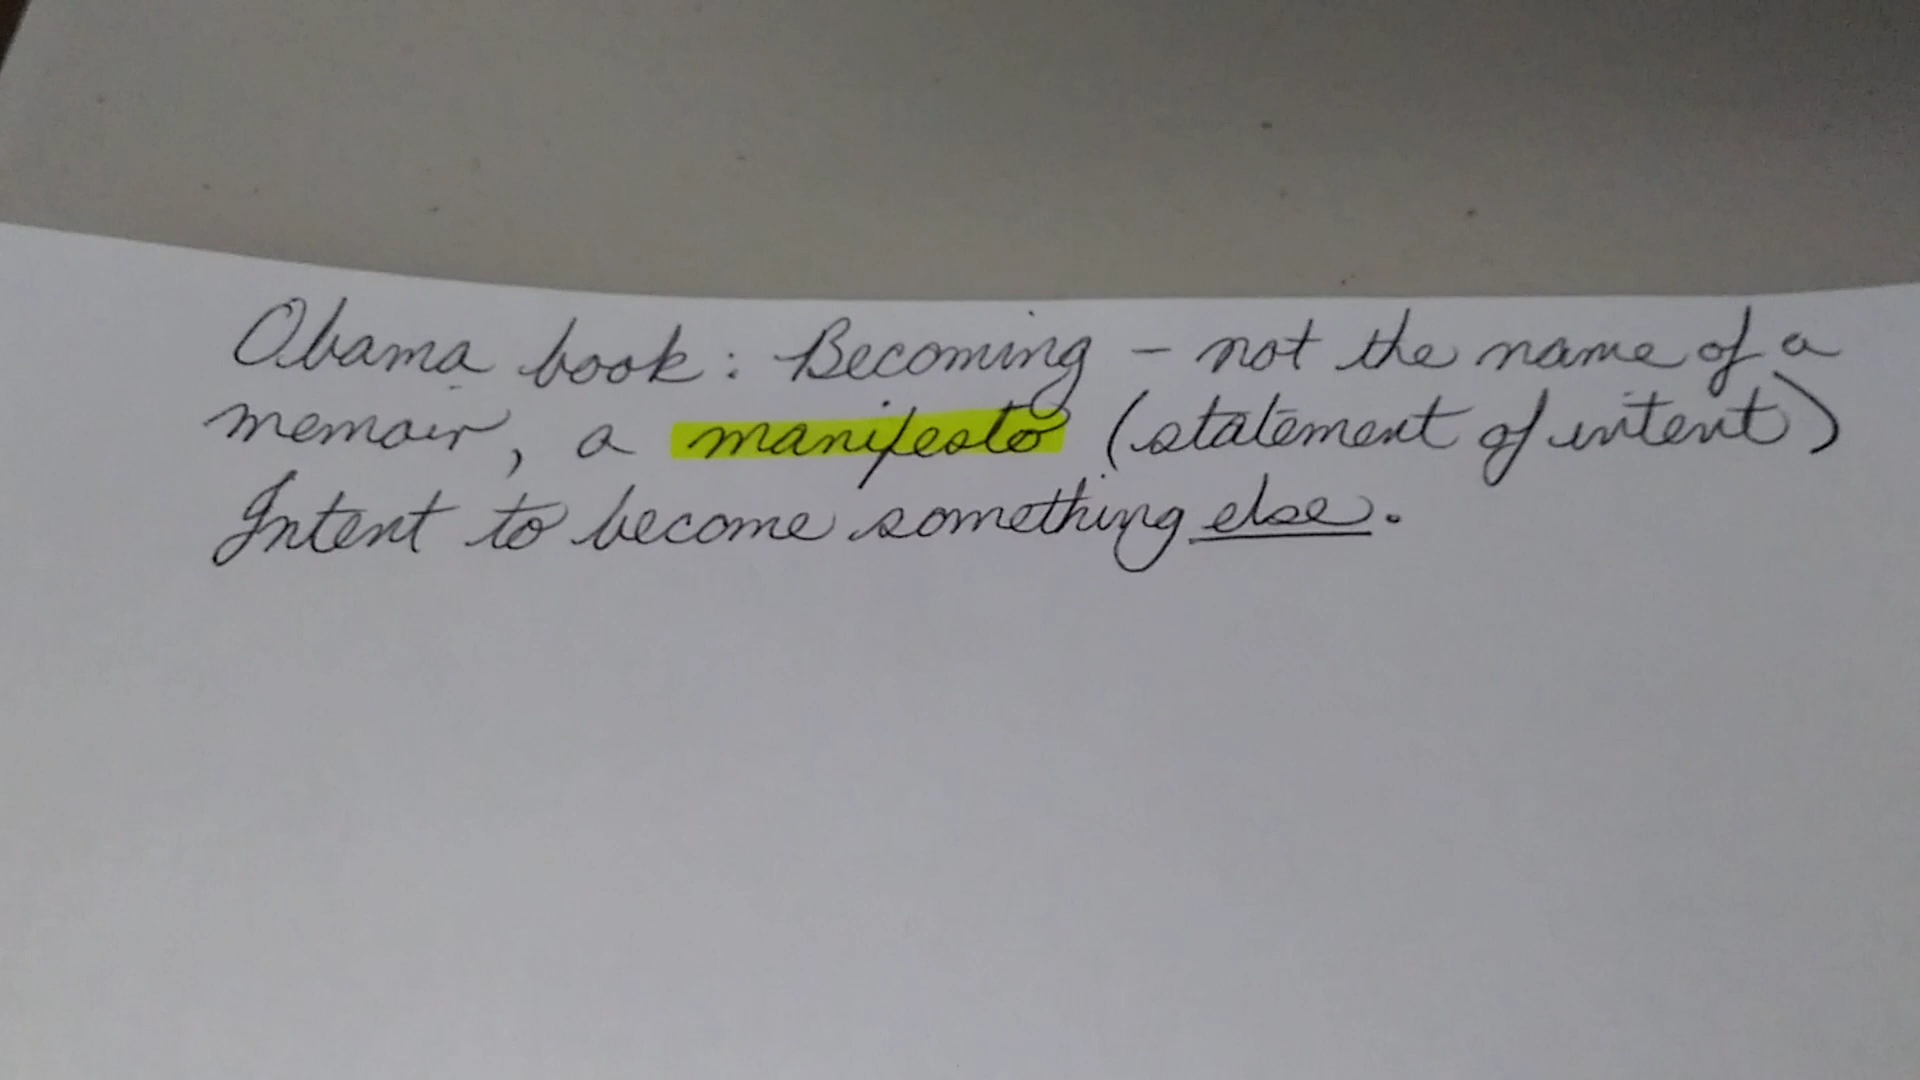 Obama book: Becoming - not the name of a
memoir, a manifesto (statement of intent)
Intent to become something else.